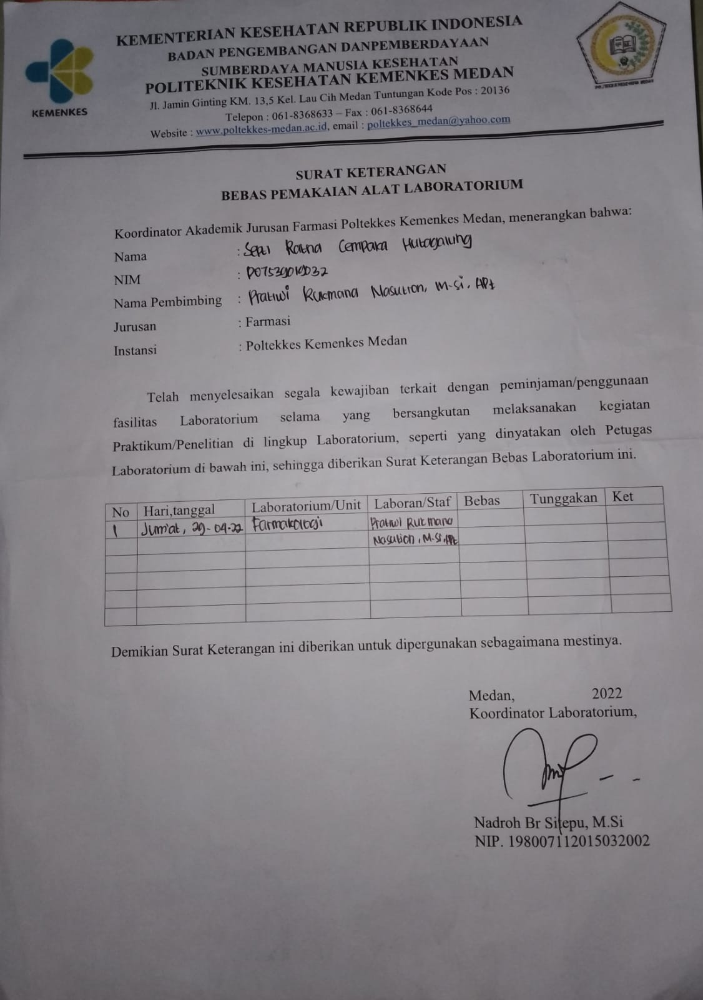 KEMENTERIAN KESEHATAN REPUBLIK INDONESIA
BADAN PENGEMBANGAN DANPEMBERDAYAAN
SUMBERDAYA MANUSIA KESEHATAN
POLITEKNIK KESEHATAN KEMENKES MEDAN
Jl. Jamin Ginting KM. 13,5 Kel. Lau Cih Medan Tuntungan Kode Pos : 20136
Telepon : 061-8368633 – Fax : 061-8368644
Website : www.poltekkes-medan.ac.id, email : poltekkes_medan@yahoo.com
KEMENKES
SURAT KETERANGAN
BEBAS PEMAKAIAN ALAT LABORATORIUM
Koordinator Akademik Jurusan Farmasi Poltekkes Kemenkes Medan, menerangkan bahwa:
Nama : Septi Ratna Cempaka Hutagalung
NIM : P07539019032
Nama Pembimbing : Pratiwi Rukmana Nasution, M.Si. Apt
Jurusan : Farmasi
Instansi : Poltekkes Kemenkes Medan
Telah menyelesaikan segala kewajiban terkait dengan peminjaman/penggunaan
fasilitas Laboratorium selama yang bersangkutan melaksanakan kegiatan
Praktikum/Penelitian di lingkup Laboratorium, seperti yang dinyatakan oleh Petugas
Laboratorium di bawah ini, sehingga diberikan Surat Keterangan Bebas Laboratorium ini.
No Hari,tanggal Laboratorium/Unit Laboran/Staf Bebas Tunggakan Ket
1 Jum'at, 29-04-22 Farmakologi Pratiwi Rukmana
Nasution, M.Si, Apt
Demikian Surat Keterangan ini diberikan untuk dipergunakan sebagaimana mestinya.
Medan, 2022
Koordinator Laboratorium,
Nadroh Br Sitepu, M.Si
NIP. 198007112015032002